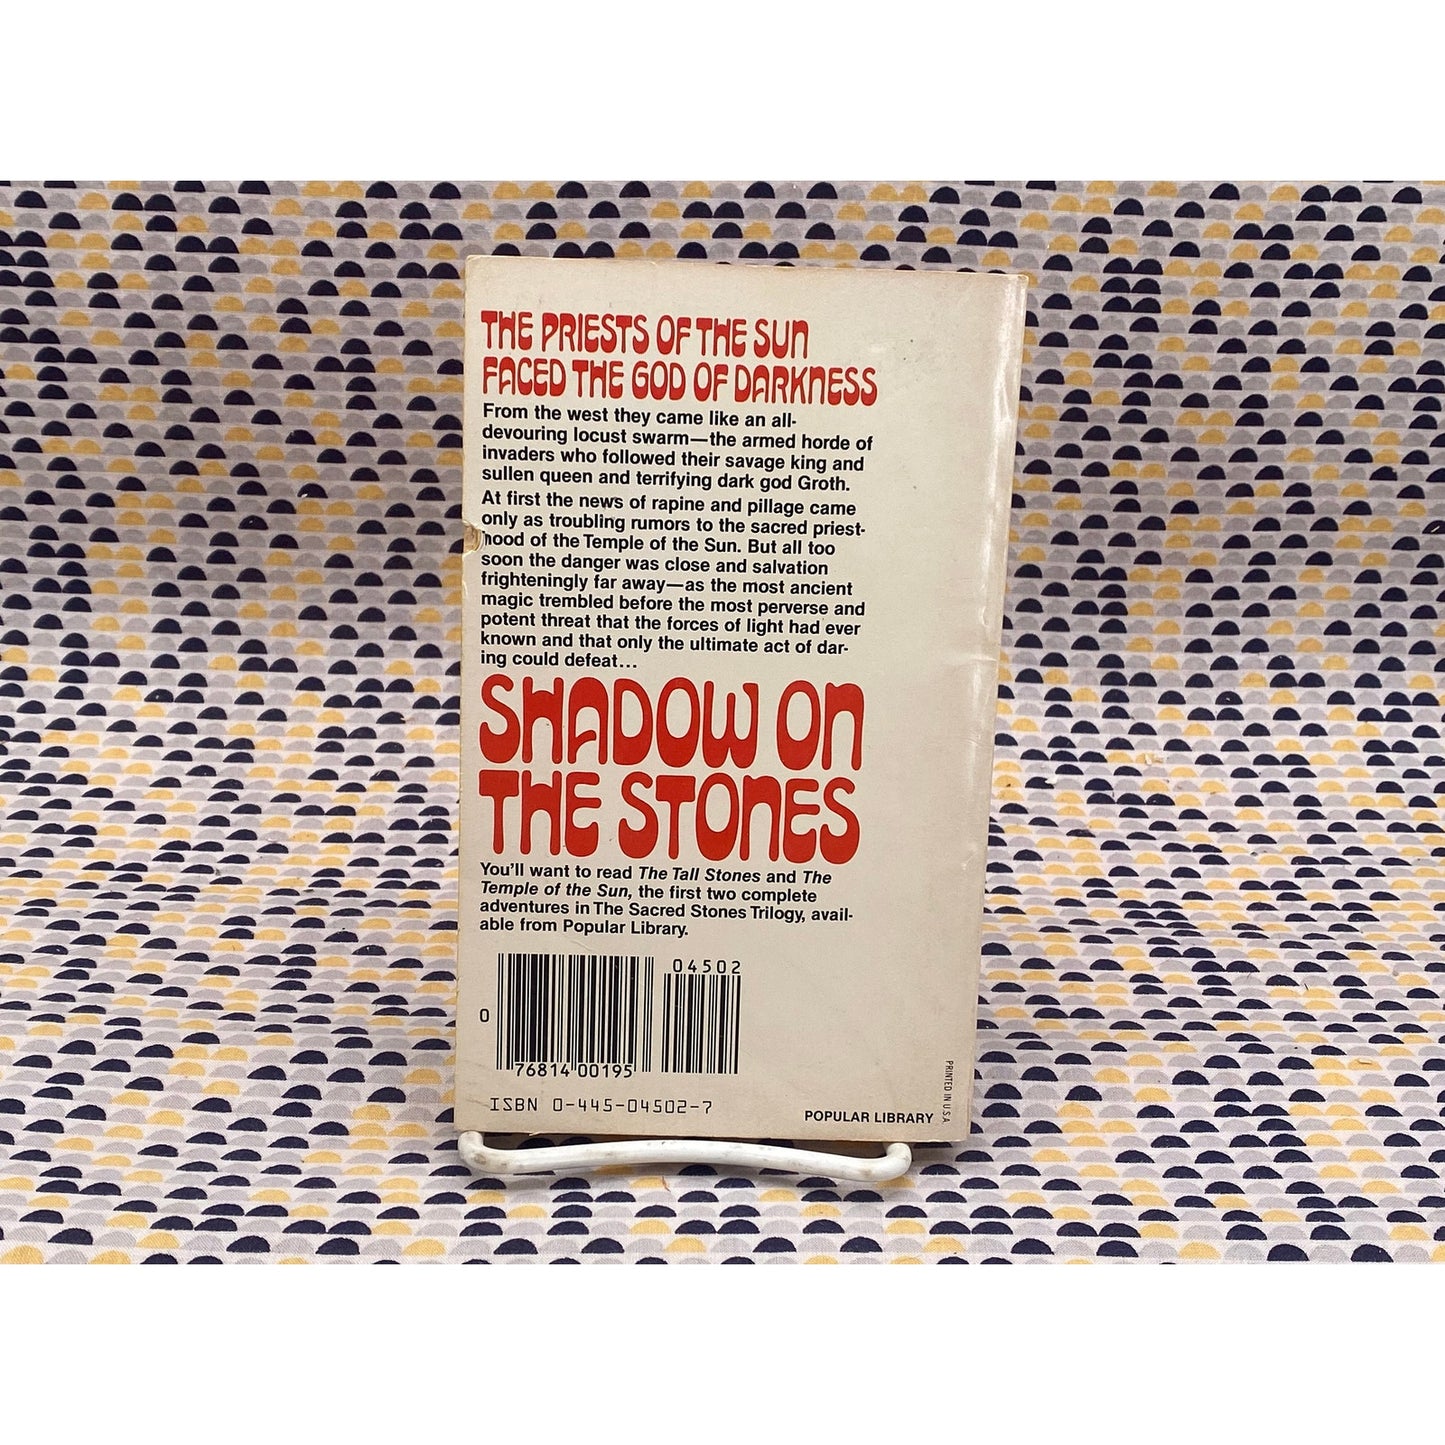 THE PRIESTS OF THE SUN
FACED THE GOD OF DARKNESS
From the west they came like an all-
devouring locust swarm—the armed horde of
invaders who followed their savage king and
sullen queen and terrifying dark god Groth.
At first the news of rapine and pillage came
only as troubling rumors to the sacred priest-
hood of the Temple of the Sun. But all too
soon the danger was close and salvation
frighteningly far away—as the most ancient
magic trembled before the most perverse and
potent threat that the forces of light had ever
known and that only the ultimate act of dar-
ing could defeat...
SHADOW ON
THE STONES
You'll want to read The Tall Stones and The
Temple of the Sun, the first two complete
adventures in The Sacred Stones Trilogy, avail-
able from Popular Library.
04502
0
76814 00195
ISBN 0-445-04502-7
POPULAR LIBRARY
PRINTED IN U.S.A